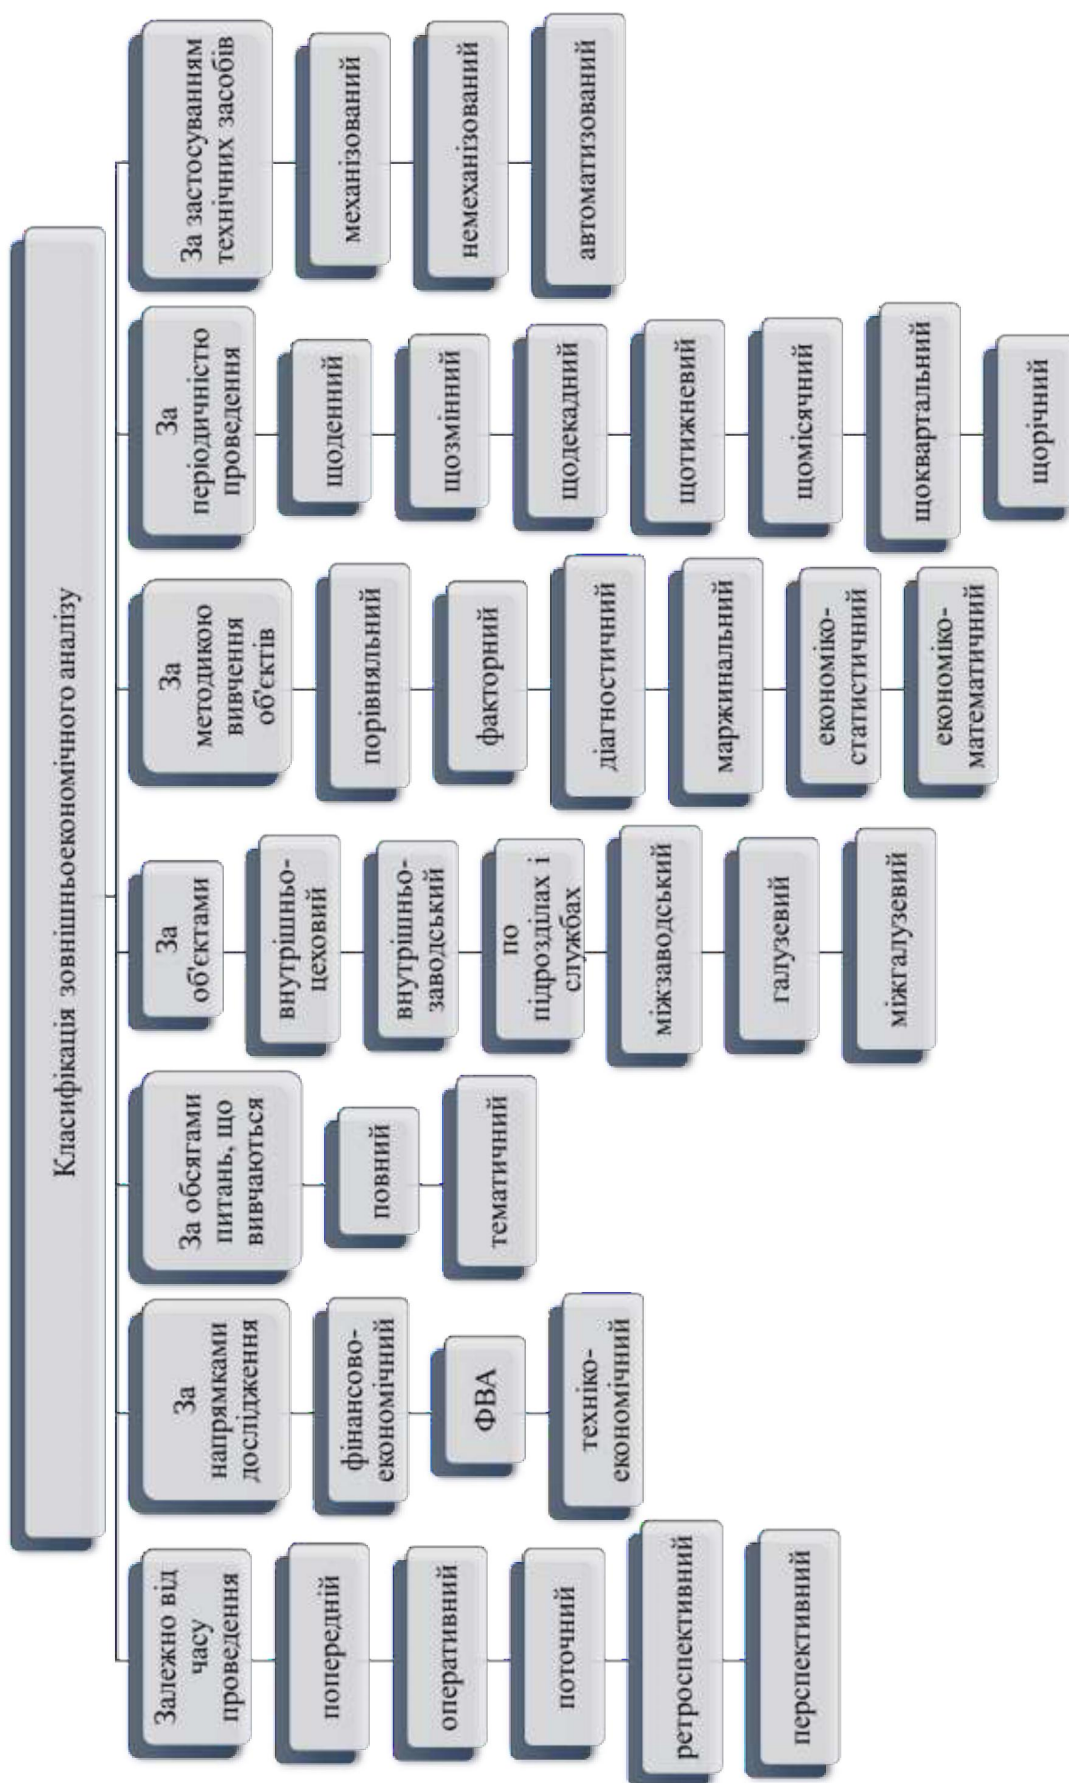 Класифікація зовнішньоекономічного аналізу
Залежно від
часу
проведення
попередній
оперативний
поточний
ретроспективний
перспективний
За
напрямками
дослідження
фінансово-
економічний
ФВА
техніко-
економічний
За обсягами
питань, що
вивчаються
повний
тематичний
За
об'єктами
внутрішньо-
цеховий
внутрішньо-
заводський
по
підрозділах і
службах
міжзаводський
галузевий
міжгалузевий
За
методикою
вивчення
об'єктів
порівняльний
факторний
діагностичний
маржинальний
економіко-
статистичний
економіко-
математичний
За
періодичністю
проведення
щоденний
щозмінний
щодекадний
щотижневий
щомісячний
щоквартальний
щорічний
За застосуванням
технічних засобів
механізований
немеханізований
автоматизований